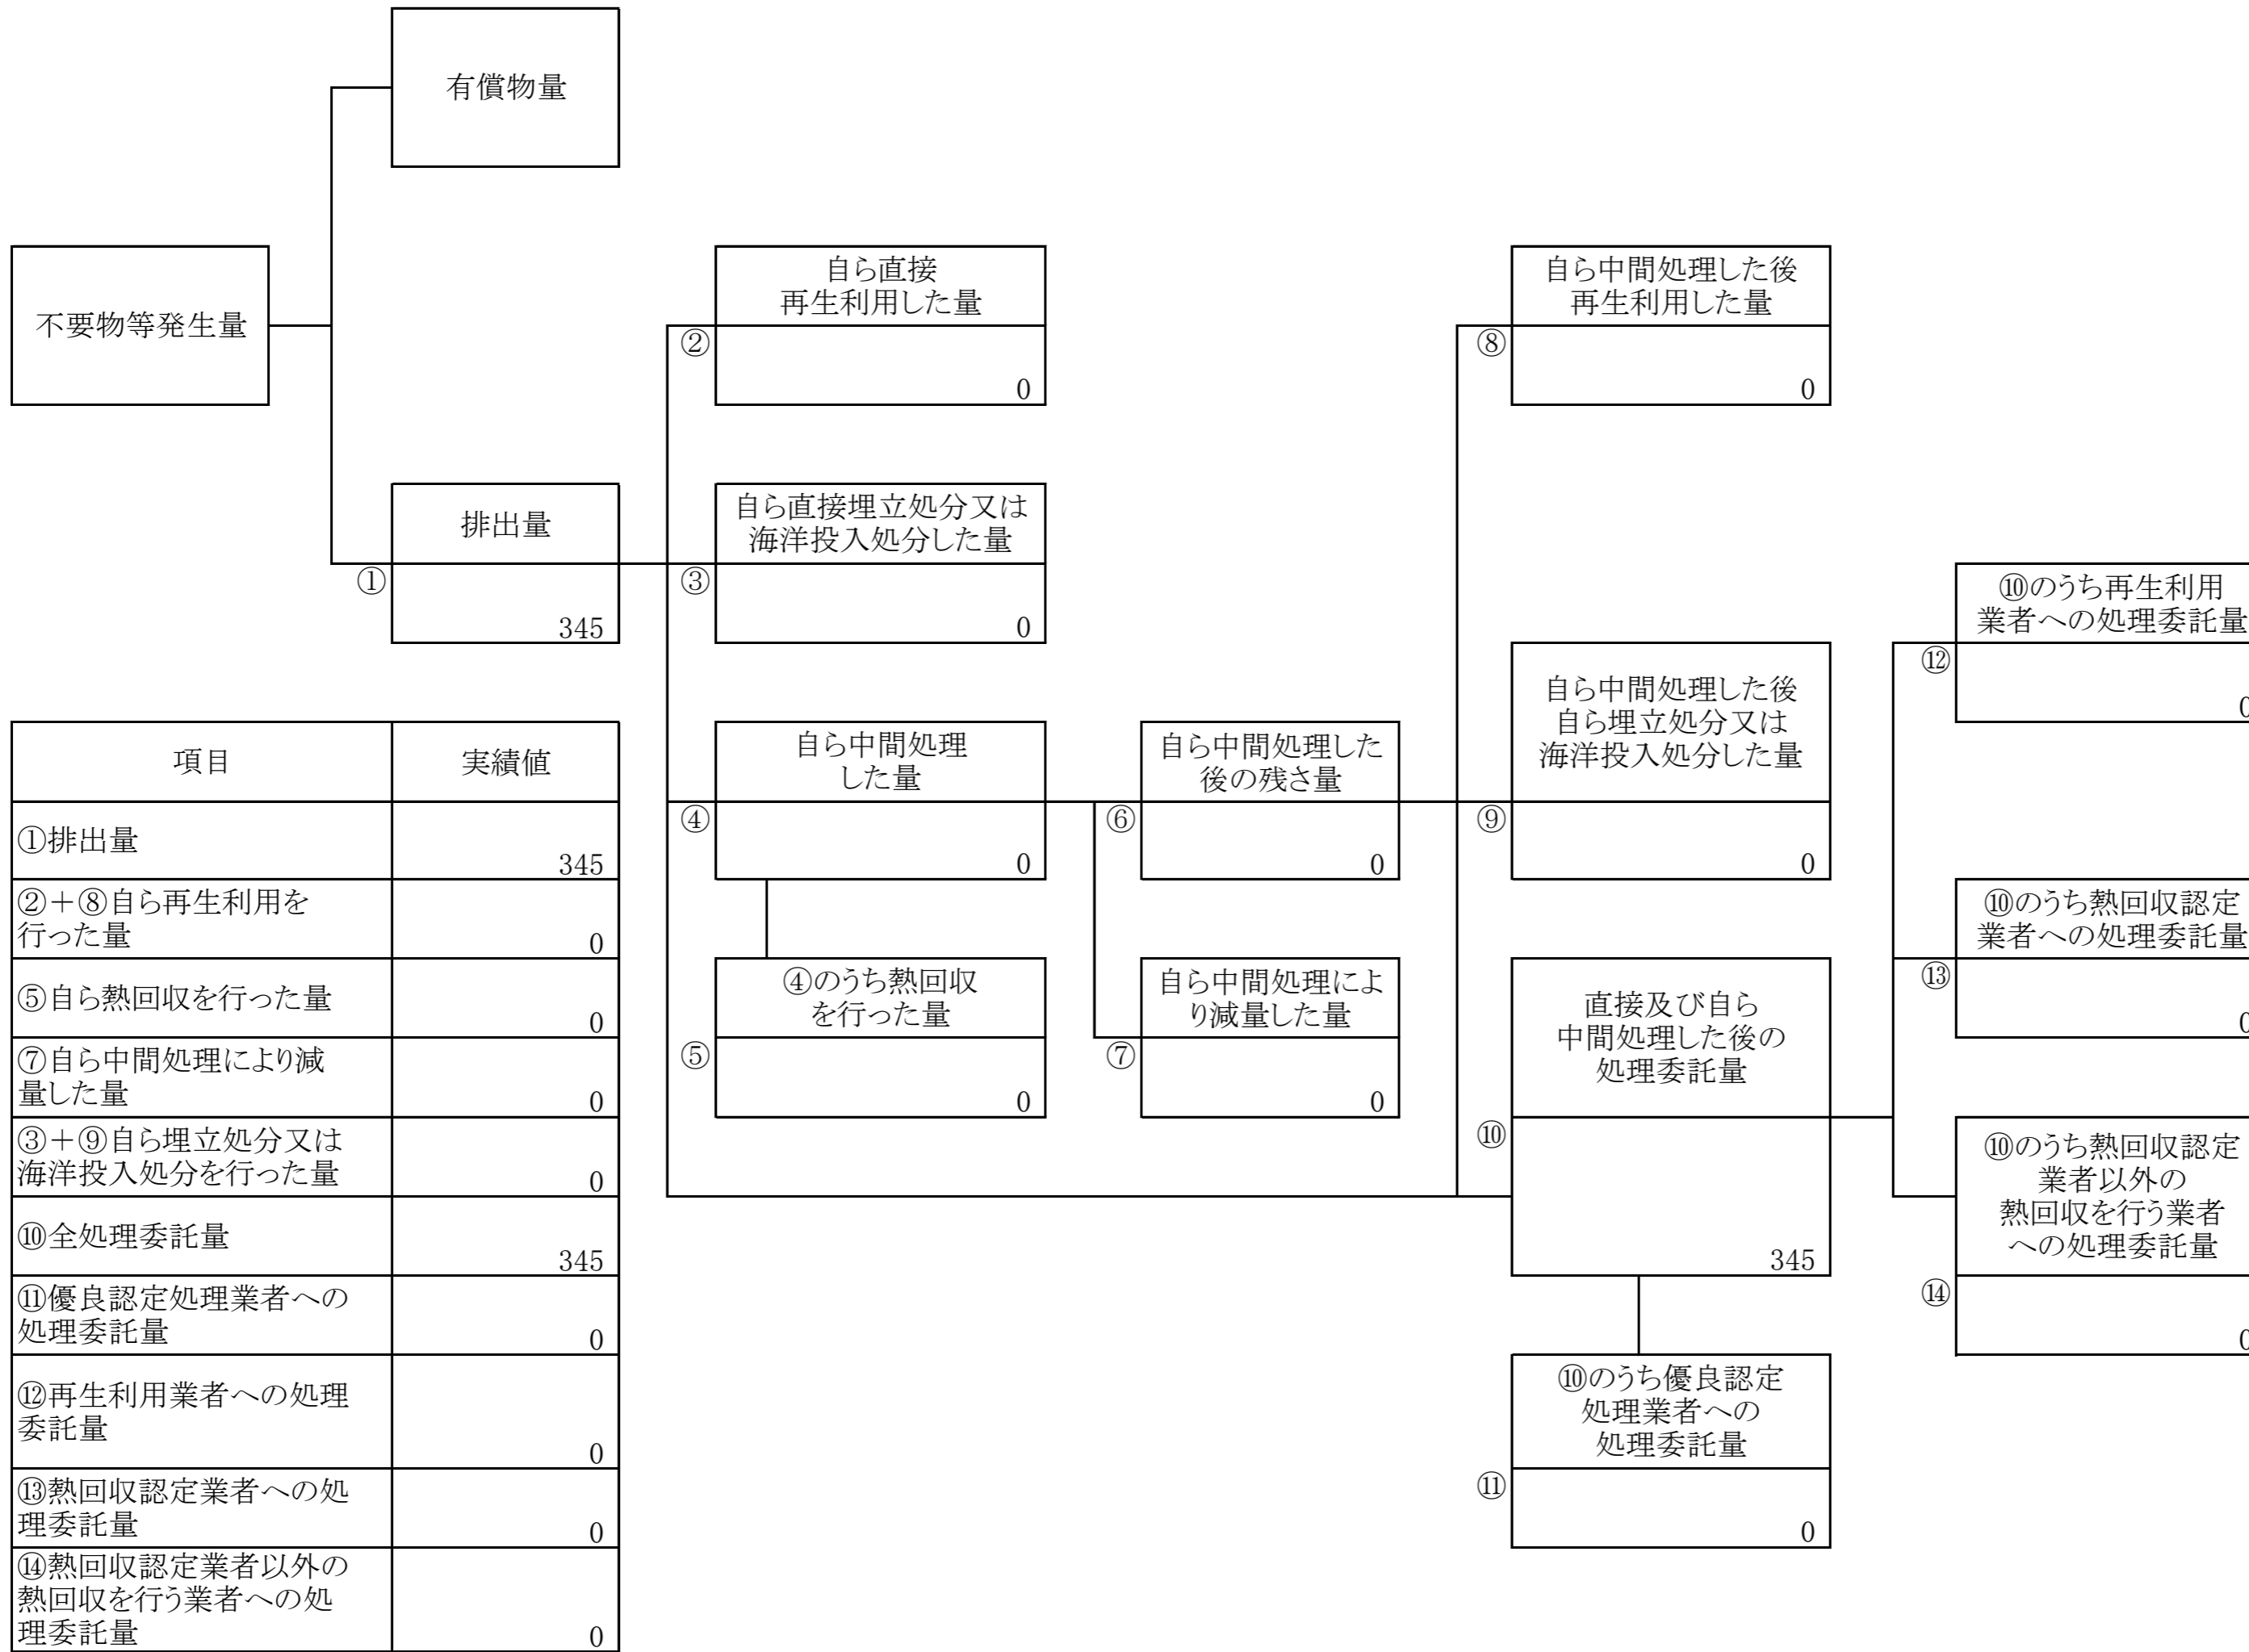 有償物量
不要物等発生量
自ら直接
再生利用した量
②
0
自ら中間処理した後
再生利用した量
⑧
0
排出量
①
345
自ら直接埋立処分又は
海洋投入処分した量
③
0
⑩のうち再生利用
業者への処理委託量
⑫
0
自ら中間処理
した量
④
0
自ら中間処理した
後の残さ量
⑥
0
自ら中間処理した後
自ら埋立処分又は
海洋投入処分した量
⑨
0
⑩のうち熱回収認定
業者への処理委託量
⑬
0
④のうち熱回収
を行った量
⑤
0
自ら中間処理によ
り減量した量
⑦
0
直接及び自ら
中間処理した後の
処理委託量
⑩
345
⑩のうち熱回収認定
業者以外の
熱回収を行う業者
への処理委託量
⑭
0
⑩のうち優良認定
処理業者への
処理委託量
⑪
0
項目 実績値
①排出量
345
②+⑧自ら再生利用を
行った量 0
⑤自ら熱回収を行った量
0
⑦自ら中間処理により減
量した量 0
③+⑨自ら埋立処分又は
海洋投入処分を行った量 0
⑩全処理委託量
345
⑪優良認定処理業者への
処理委託量 0
⑫再生利用業者への処理
委託量
0
⑬熱回収認定業者への処
理委託量 0
⑭熱回収認定業者以外の
熱回収を行う業者への処
理委託量 0